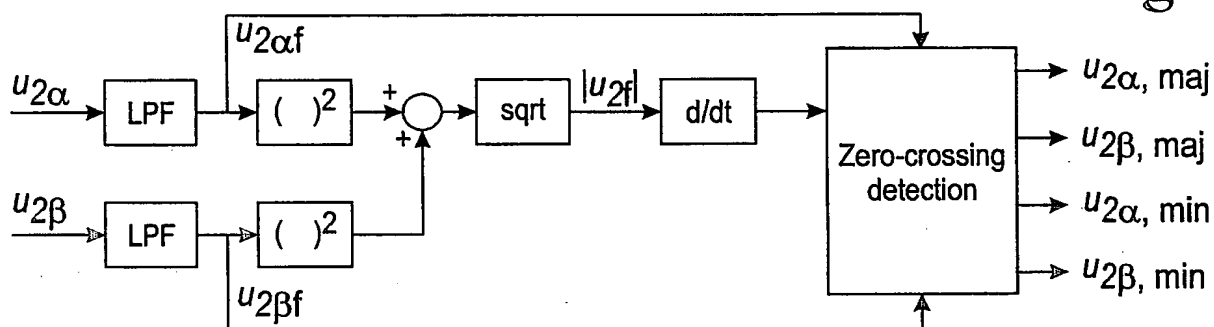 g
u2αf
u2α
LPF
( )2
+
+
sqrt
|u2f|
d/dt
Zero-crossing
detection
u2α, maj
u2β, maj
u2α, min
u2β, min
u2β
LPF
( )2
u2βf